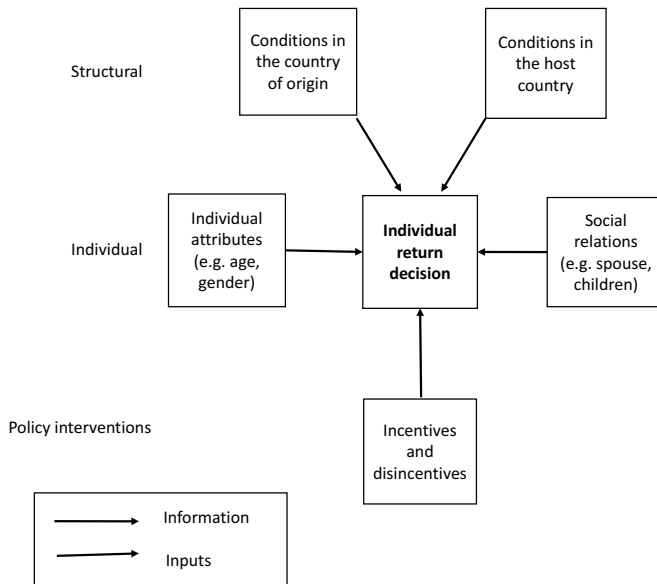 Structural
Conditions in
the country
of origin
Conditions in
the host
country
Individual
Individual
attributes
(e.g. age,
gender)
Individual
return
decision
Social
relations
(e.g. spouse,
children)
Policy interventions
Incentives
and
disincentives
Information
Inputs